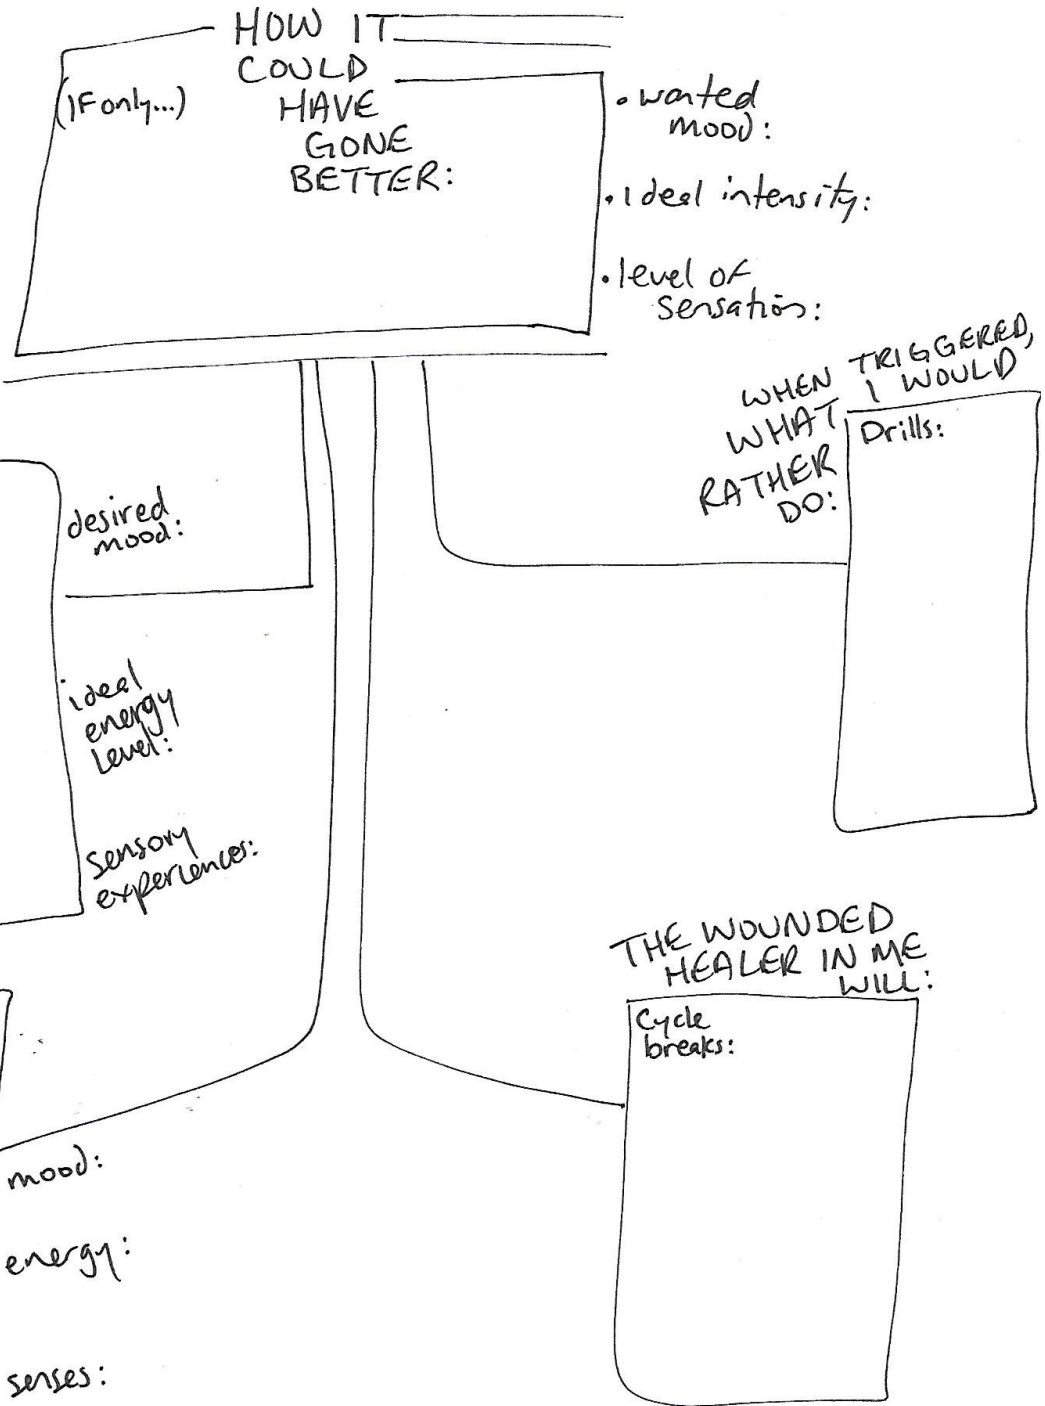 HOW IT
COULD
HAVE
GONE
BETTER:
(IF only...)
• wanted
mood:
• Ideal intensity:
• level of
sensation:
WHEN TRIGGERED,
WHAT I WOULD
RATHER
DO:
Drills:
desired
mood:
ideal
energy
level:
sensory
experiences:
THE WOUNDED
HEALER IN ME
WILL:
Cycle
breaks:
mood:
energy:
senses: